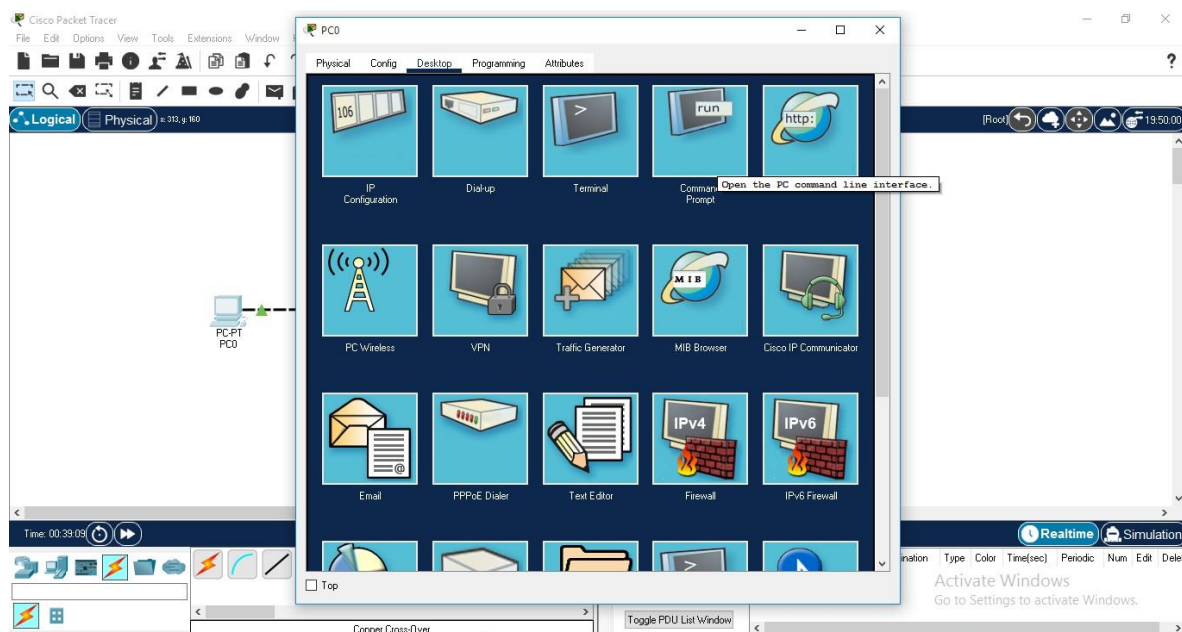 Cisco Packet Tracer
File Edit Options View Tools Extensions Window
PC0
Physical Config Desktop Programming Attributes
Logical Physical x: 313, y: 160
[Root] 19:50:00
106
>
run
http:
IP
Configuration
Dial-up
Terminal
Prompt
Open the PC command line interface.
MIB
PC Wireless
VPN
Traffic Generator
MIB Browser
Cisco IP Communicator
PC-PT
PC0
IPv4
IPv6
@
Email
PPPoE Dialer
Text Editor
Firewall
IPv6 Firewall
Time: 00:39:09
Realtime Simulation
Top
Type Color Time(sec) Periodic Num Edit
Activate Windows
Go to Settings to activate Windows.
Toggle PDU List Window
Copper Cross-Over